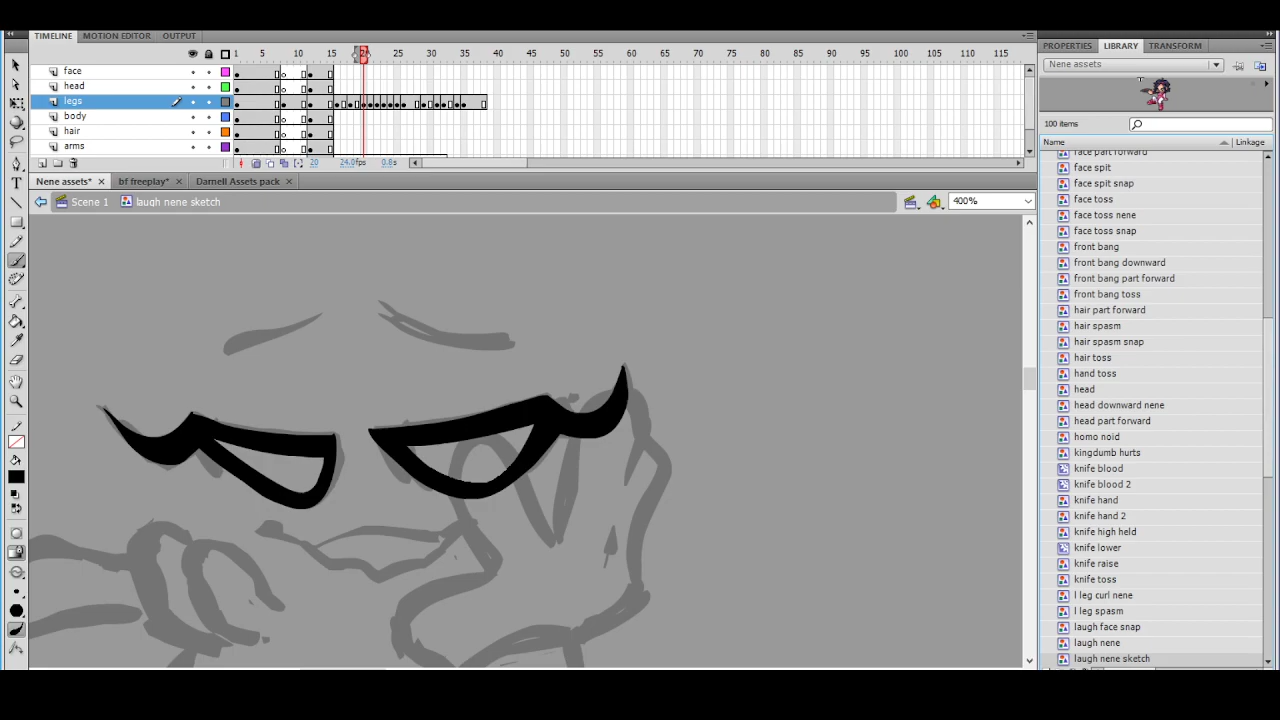 TIMELINE MOTION EDITOR OUTPUT
PROPERTIES LIBRARY TRANSFORM
1 5 10 15 25 30 35 40 45 50 55 60 65 70 75 80 85 90 95 100 105 110 115
Nene assets
face
head
legs
body
hair
arms
100 items
Name Linkage
20 24.0fps 0.8s
Nene assets* bf freeplay* Darnell Assets pack
Scene 1 laugh nene sketch 400%
face part forward
face spit
face spit snap
face toss
face toss nene
face toss snap
front bang
front bang downward
front bang part forward
front bang toss
hair part forward
hair spasm
hair spasm snap
hair toss
hand toss
head
head downward nene
head part forward
homo noid
kingdumb hurts
knife blood
knife blood 2
knife hand
knife hand 2
knife high held
knife lower
knife raise
knife toss
l leg curl nene
l leg spasm
laugh face snap
laugh nene
laugh nene sketch